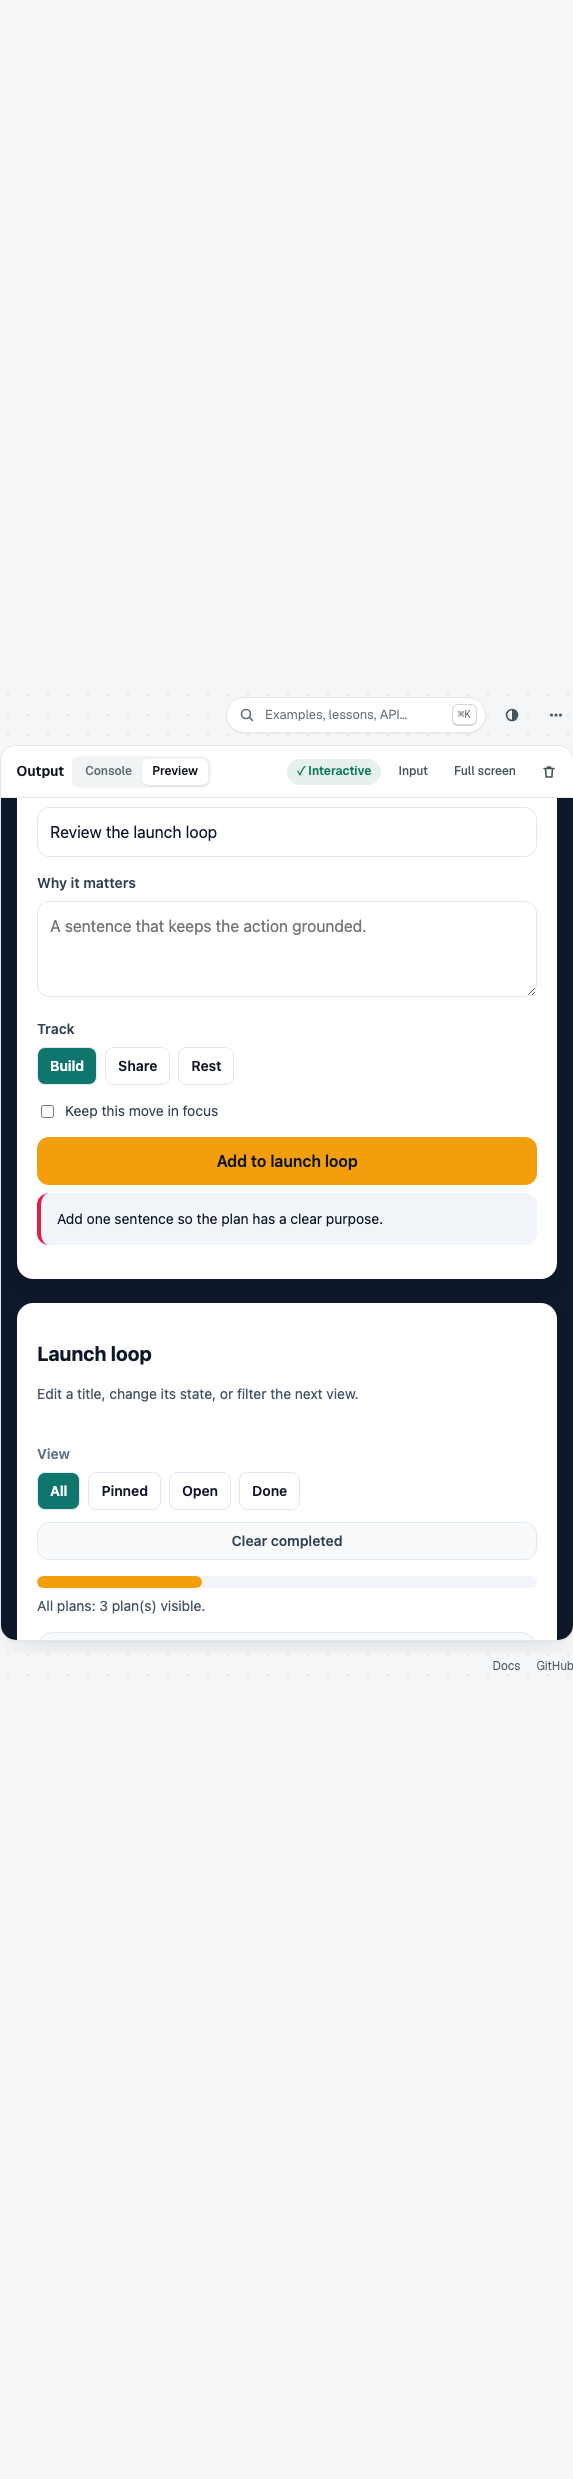 Examples, lessons, API...
⌘K
Output
Console
Preview
✓ Interactive
Input
Full screen
Review the launch loop
Why it matters
A sentence that keeps the action grounded.
Track
Build
Share
Rest
Keep this move in focus
Add to launch loop
Add one sentence so the plan has a clear purpose.
Launch loop
Edit a title, change its state, or filter the next view.
View
All
Pinned
Open
Done
Clear completed
All plans: 3 plan(s) visible.
Docs
GitHub